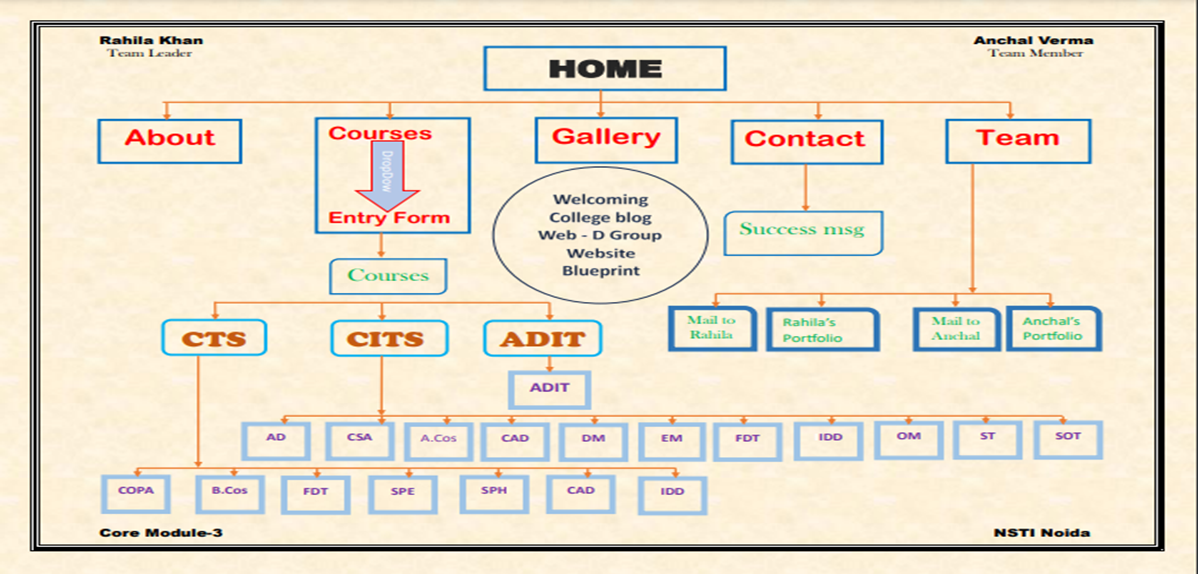 Rahila Khan
Team Leader
Anchal Verma
Team Member
HOME
About
Courses
DropDow
Entry Form
Gallery
Contact
Team
Welcoming
College blog
Web - D Group
Website
Blueprint
Success msg
Courses
Mail to
Rahila
Rahila's
Portfolio
Mail to
Anchal
Anchal's
Portfolio
CTS
CITS
ADIT
ADIT
AD
CSA
A.Cos
CAD
DM
EM
FDT
IDD
OM
ST
SOT
COPA
B.Cos
FDT
SPE
SPH
CAD
IDD
Core Module-3
NSTI Noida